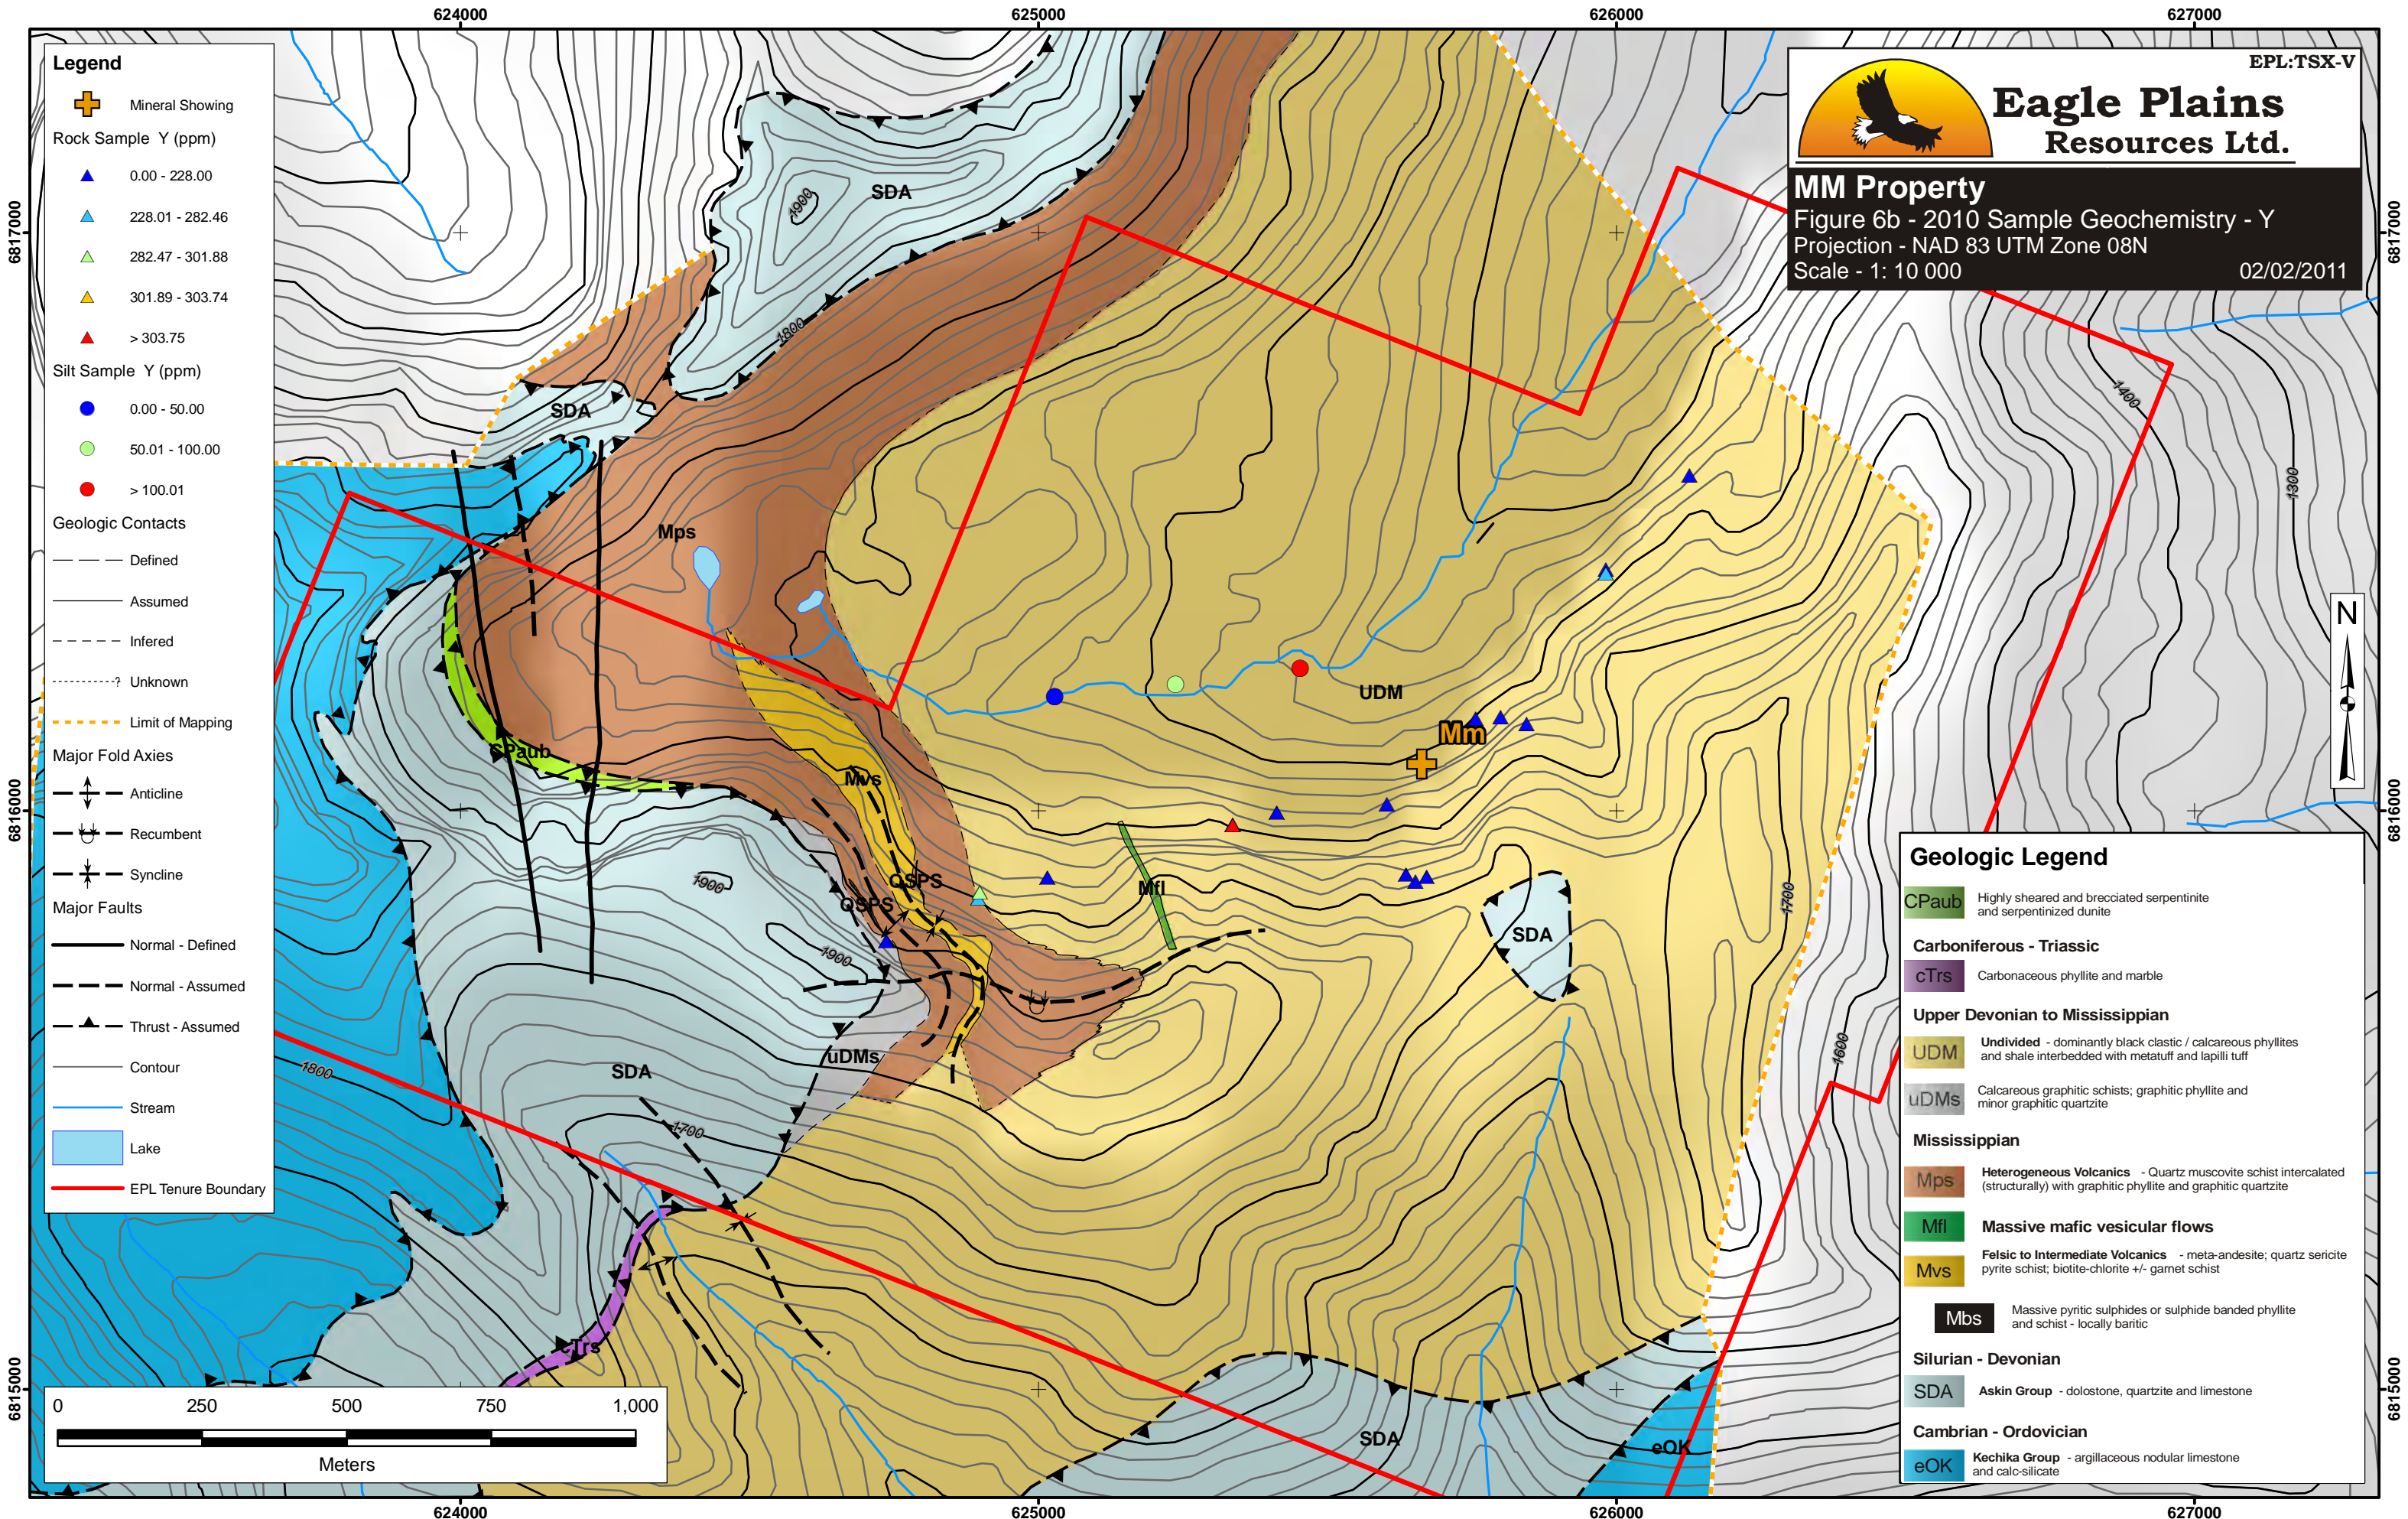 624000
625000
626000
627000
Legend
Mineral Showing
Rock Sample Y (ppm)
0.00 - 228.00
228.01 - 282.46
282.47 - 301.88
301.89 - 303.74
> 303.75
Silt Sample Y (ppm)
0.00 - 50.00
50.01 - 100.00
> 100.01
Geologic Contacts
Defined
Assumed
Infered
Unknown
?
Limit of Mapping
Major Fold Axies
Anticline
Recumbent
Syncline
Major Faults
Normal - Defined
Normal - Assumed
Thrust - Assumed
Contour
Stream
Lake
EPL Tenure Boundary
EPL:TSX-V
Eagle Plains
Resources Ltd.
MM Property
Figure 6b - 2010 Sample Geochemistry - Y
Projection - NAD 83 UTM Zone 08N
Scale - 1: 10 000
02/02/2011
6817000
6817000
6816000
6816000
6815000
6815000
SDA
1900
1800
SDA
Mps
1400
1300
N
UDM
Mm
CPaub
Mvs
Mfl
QSPS
QSPS
1900
1900
SDA
1700
1600
uDMs
SDA
1800
1700
cTrs
SDA
eOK
Geologic Legend
CPaub
Highly sheared and brecciated serpentinite
and serpentinized dunite
Carboniferous - Triassic
cTrs
Carbonaceous phyllite and marble
Upper Devonian to Mississippian
UDM
Undivided - dominantly black clastic / calcareous phyllites
and shale interbedded with metatuff and lapilli tuff
uDMs
Calcareous graphitic schists; graphitic phyllite and
minor graphitic quartzite
Mississippian
Mps
Heterogeneous Volcanics - Quartz muscovite schist intercalated
(structurally) with graphitic phyllite and graphitic quartzite
Mfl
Massive mafic vesicular flows
Mvs
Felsic to Intermediate Volcanics - meta-andesite; quartz sericite
pyrite schist; biotite-chlorite +/- garnet schist
Mbs
Massive pyritic sulphides or sulphide banded phyllite
and schist - locally baritic
Silurian - Devonian
SDA
Askin Group - dolostone, quartzite and limestone
Cambrian - Ordovician
eOK
Kechika Group - argillaceous nodular limestone
and calc-silicate
0
250
500
750
1,000
Meters
624000
625000
626000
627000